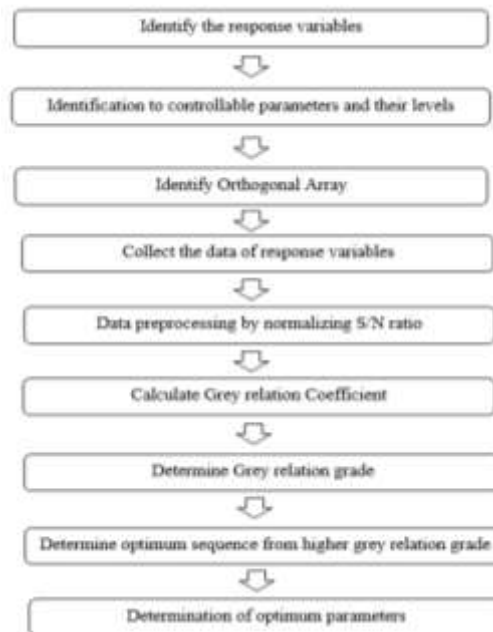 Identify the response variables
Identification to controllable parameters and their levels
Identify Orthogonal Array
Collect the data of response variables
Data preprocessing by normalizing S/N ratio
Calculate Grey relation Coefficient
Determine Grey relation grade
Determine optimum sequence from higher grey relation grade
Determination of optimum parameters